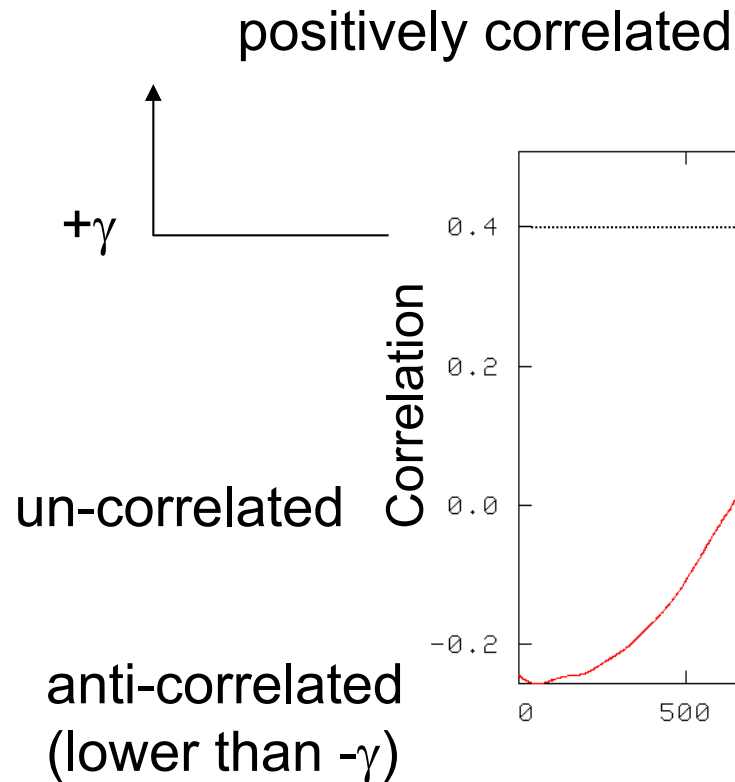 positively correlated
+γ
0.4
0.2
Correlation
un-correlated
0.0
-0.2
anti-correlated
(lower than -γ)
0
500